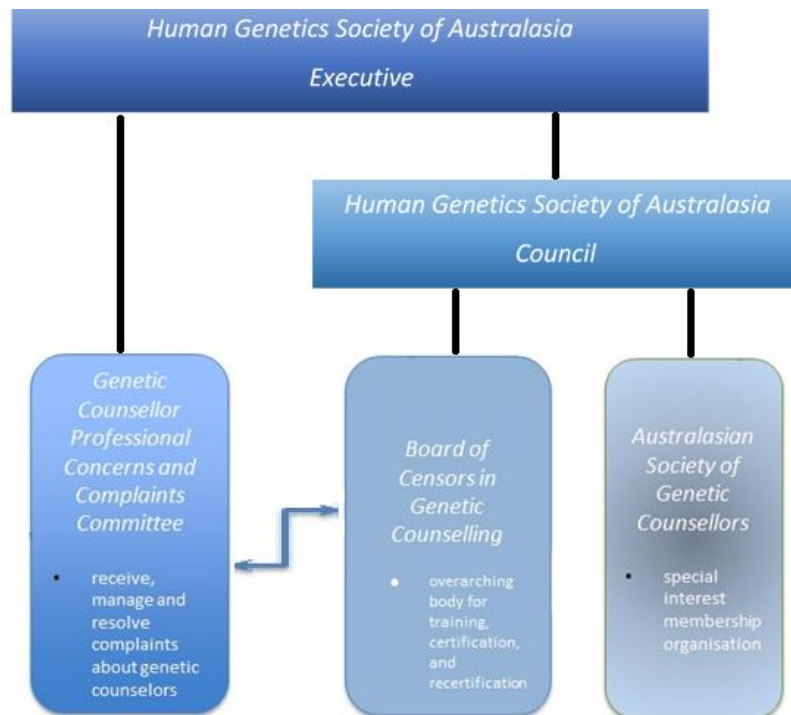 Human Genetics Society of Australasia
Executive
Human Genetics Society of Australasia
Council
Genetic
Counsellor
Professional
Concerns and
Complaints
Committee
• receive,
manage and
resolve
complaints
about genetic
counselors
Board of
Censors in
Genetic
Counselling
• overarching
body for
training,
certification,
and
recertification
Australasian
Society of
Genetic
Counsellors
• special
interest
membership
organisation